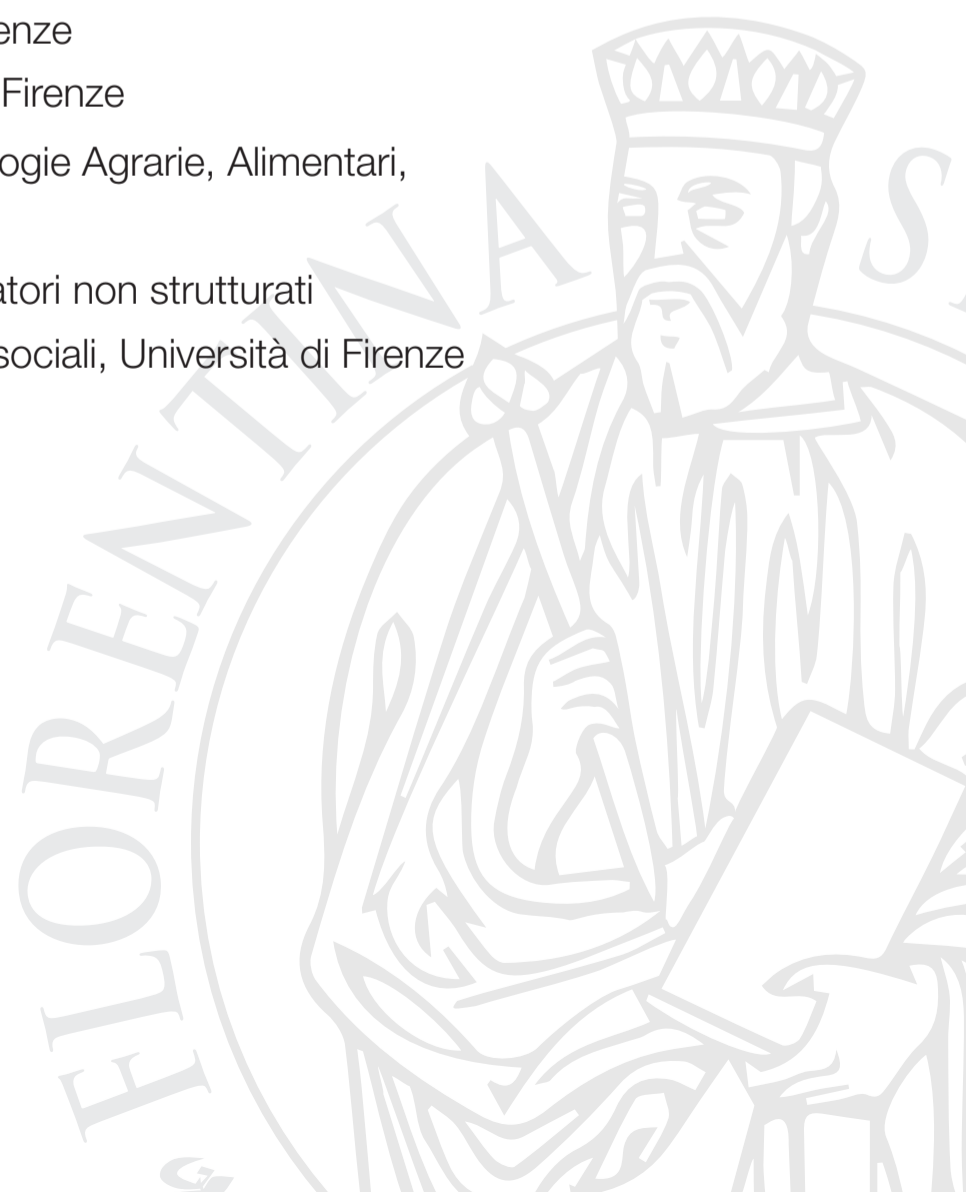 enze
Firenze
ogie Agrarie, Alimentari,
atori non strutturati
sociali, Università di Firenze
FLORENTINA S